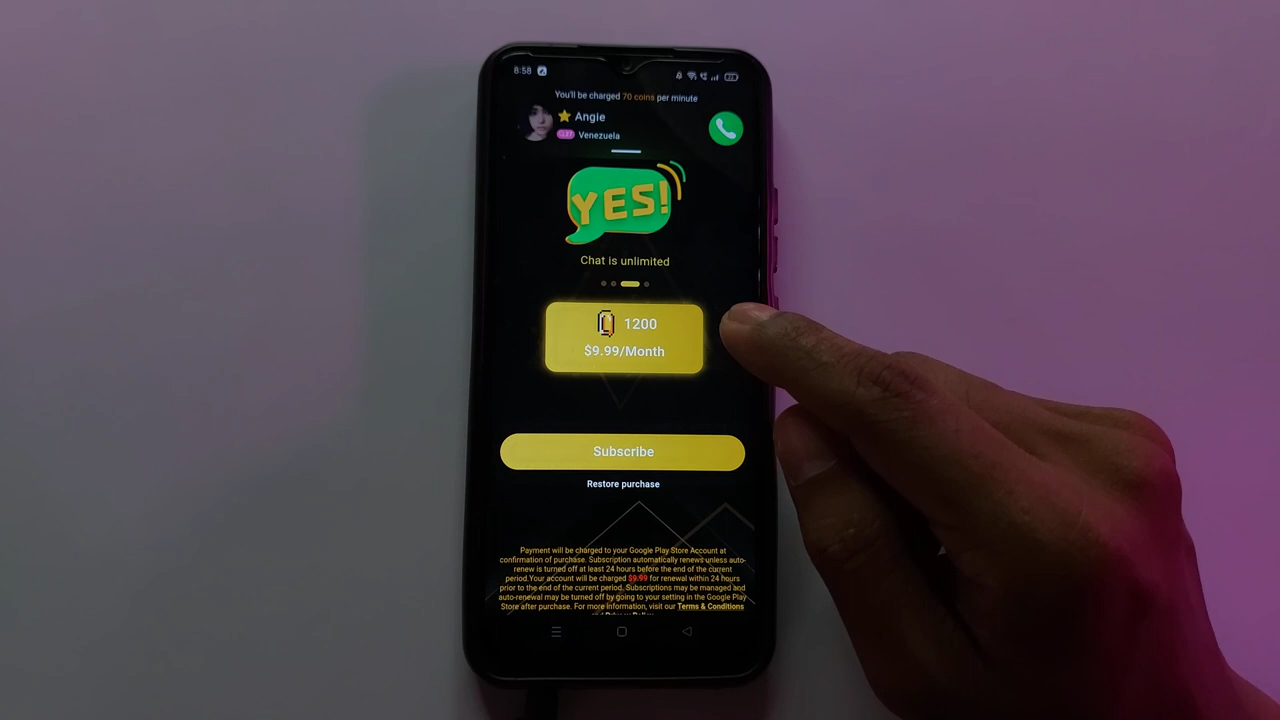 8:58
You'll be charged 70 coins per minute
Angie
Venezuela
YES!
Chat is unlimited
1200
$9.99/Month
Subscribe
Restore purchase
Payment will be charged to your Google Play Store Account at
confirmation of purchase. Subscription automatically renews unless auto-
renew is turned off at least 24 hours before the end of the current
period.Your account will be charged $9.99 for renewal within 24 hours
prior to the end of the current period. Subscriptions may be managed and
auto-renewal may be turned off by going to your setting in the Google Play
Store after purchase. For more information, visit our Terms & Conditions
and Privacy Policy